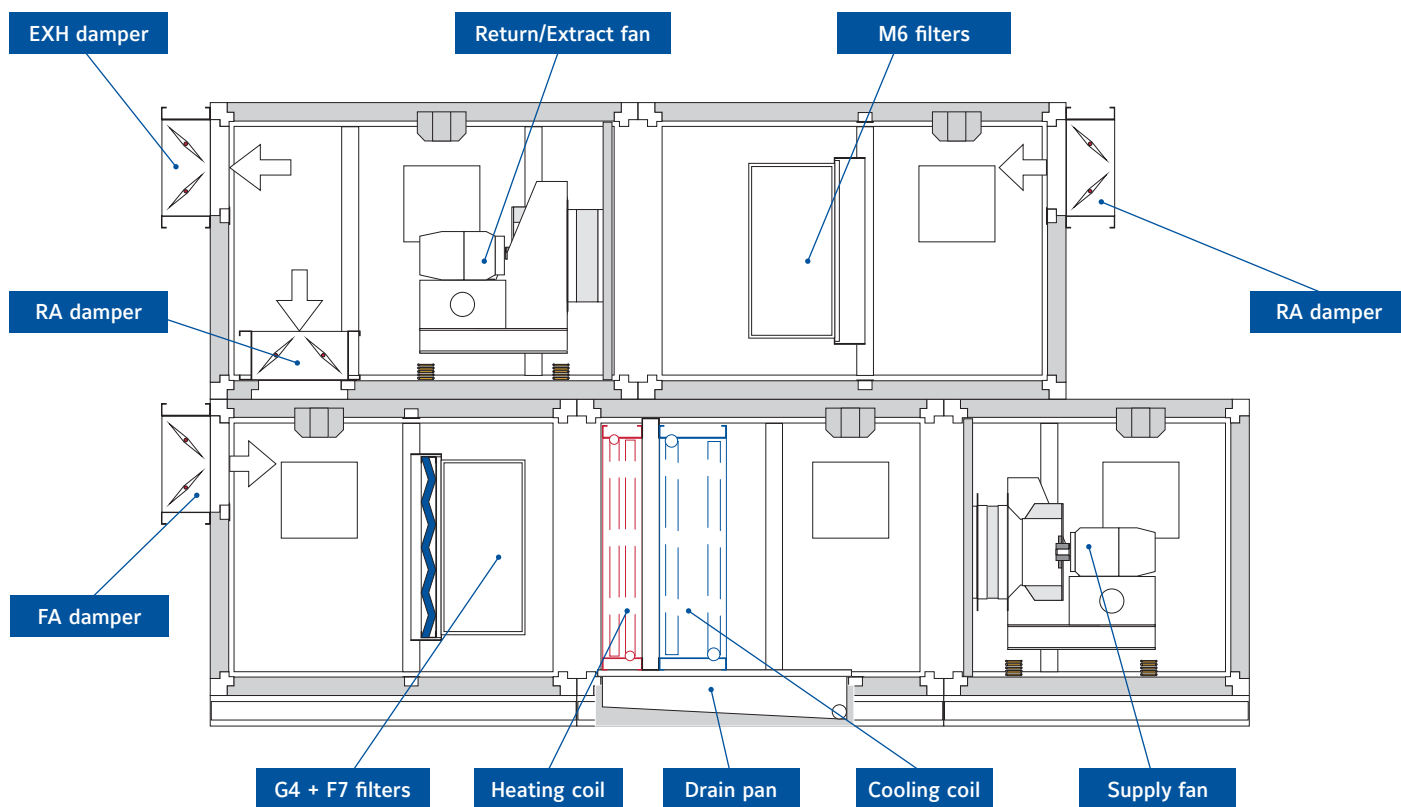 EXH damper
Return/Extract fan
M6 filters
RA damper
RA damper
FA damper
G4 + F7 filters
Heating coil
Drain pan
Cooling coil
Supply fan